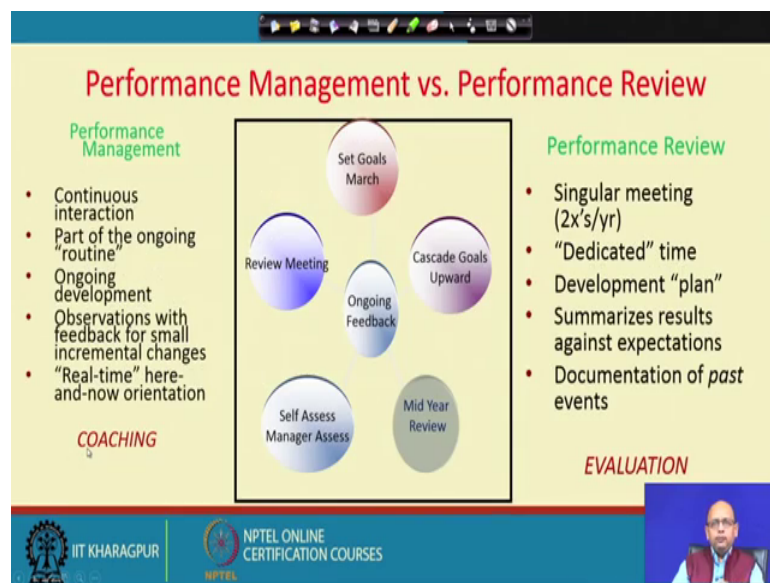 Performance Management vs. Performance Review
Performance
Management
• Continuous
interaction
• Part of the ongoing
“routine”
• Ongoing
development
• Observations with
feedback for small
incremental changes
• “Real-time” here-
and-now orientation
COACHING
Set Goals
March
Review Meeting
Cascade Goals
Upward
Ongoing
Feedback
Self Assess
Manager Assess
Mid Year
Review
Performance Review
• Singular meeting
(2x’s/yr)
• “Dedicated” time
• Development “plan”
• Summarizes results
against expectations
• Documentation of past
events
EVALUATION
IIT KHARAGPUR
NPTEL
NPTEL ONLINE
CERTIFICATION COURSES